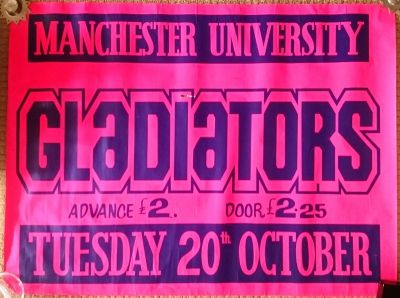 MANCHESTER UNIVERSITY
GLaDIaTORS
ADVANCE £2. DOOR £2·25
TUESDAY 20th OCTOBER